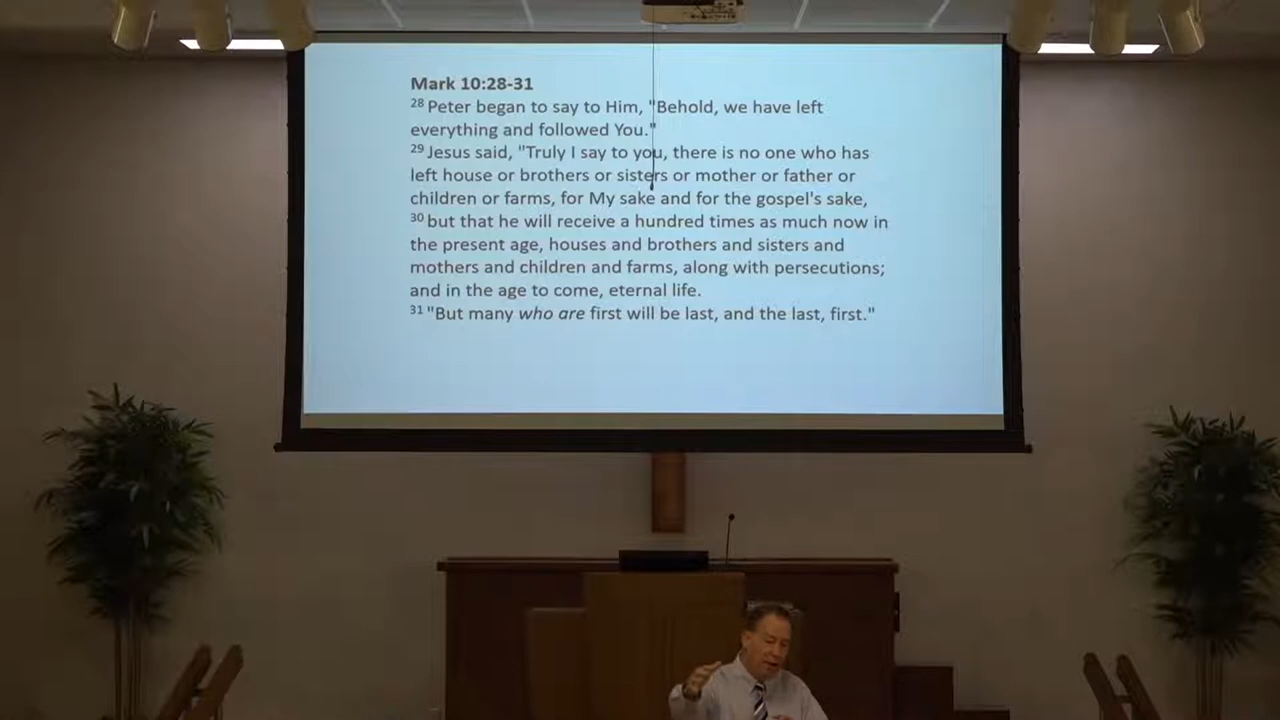 Mark 10:28-31
28 Peter began to say to Him, "Behold, we have left
everything and followed You."
29 Jesus said, "Truly I say to you, there is no one who has
left house or brothers or sisters or mother or father or
children or farms, for My sake and for the gospel's sake,
30 but that he will receive a hundred times as much now in
the present age, houses and brothers and sisters and
mothers and children and farms, along with persecutions;
and in the age to come, eternal life.
31 "But many who are first will be last, and the last, first."